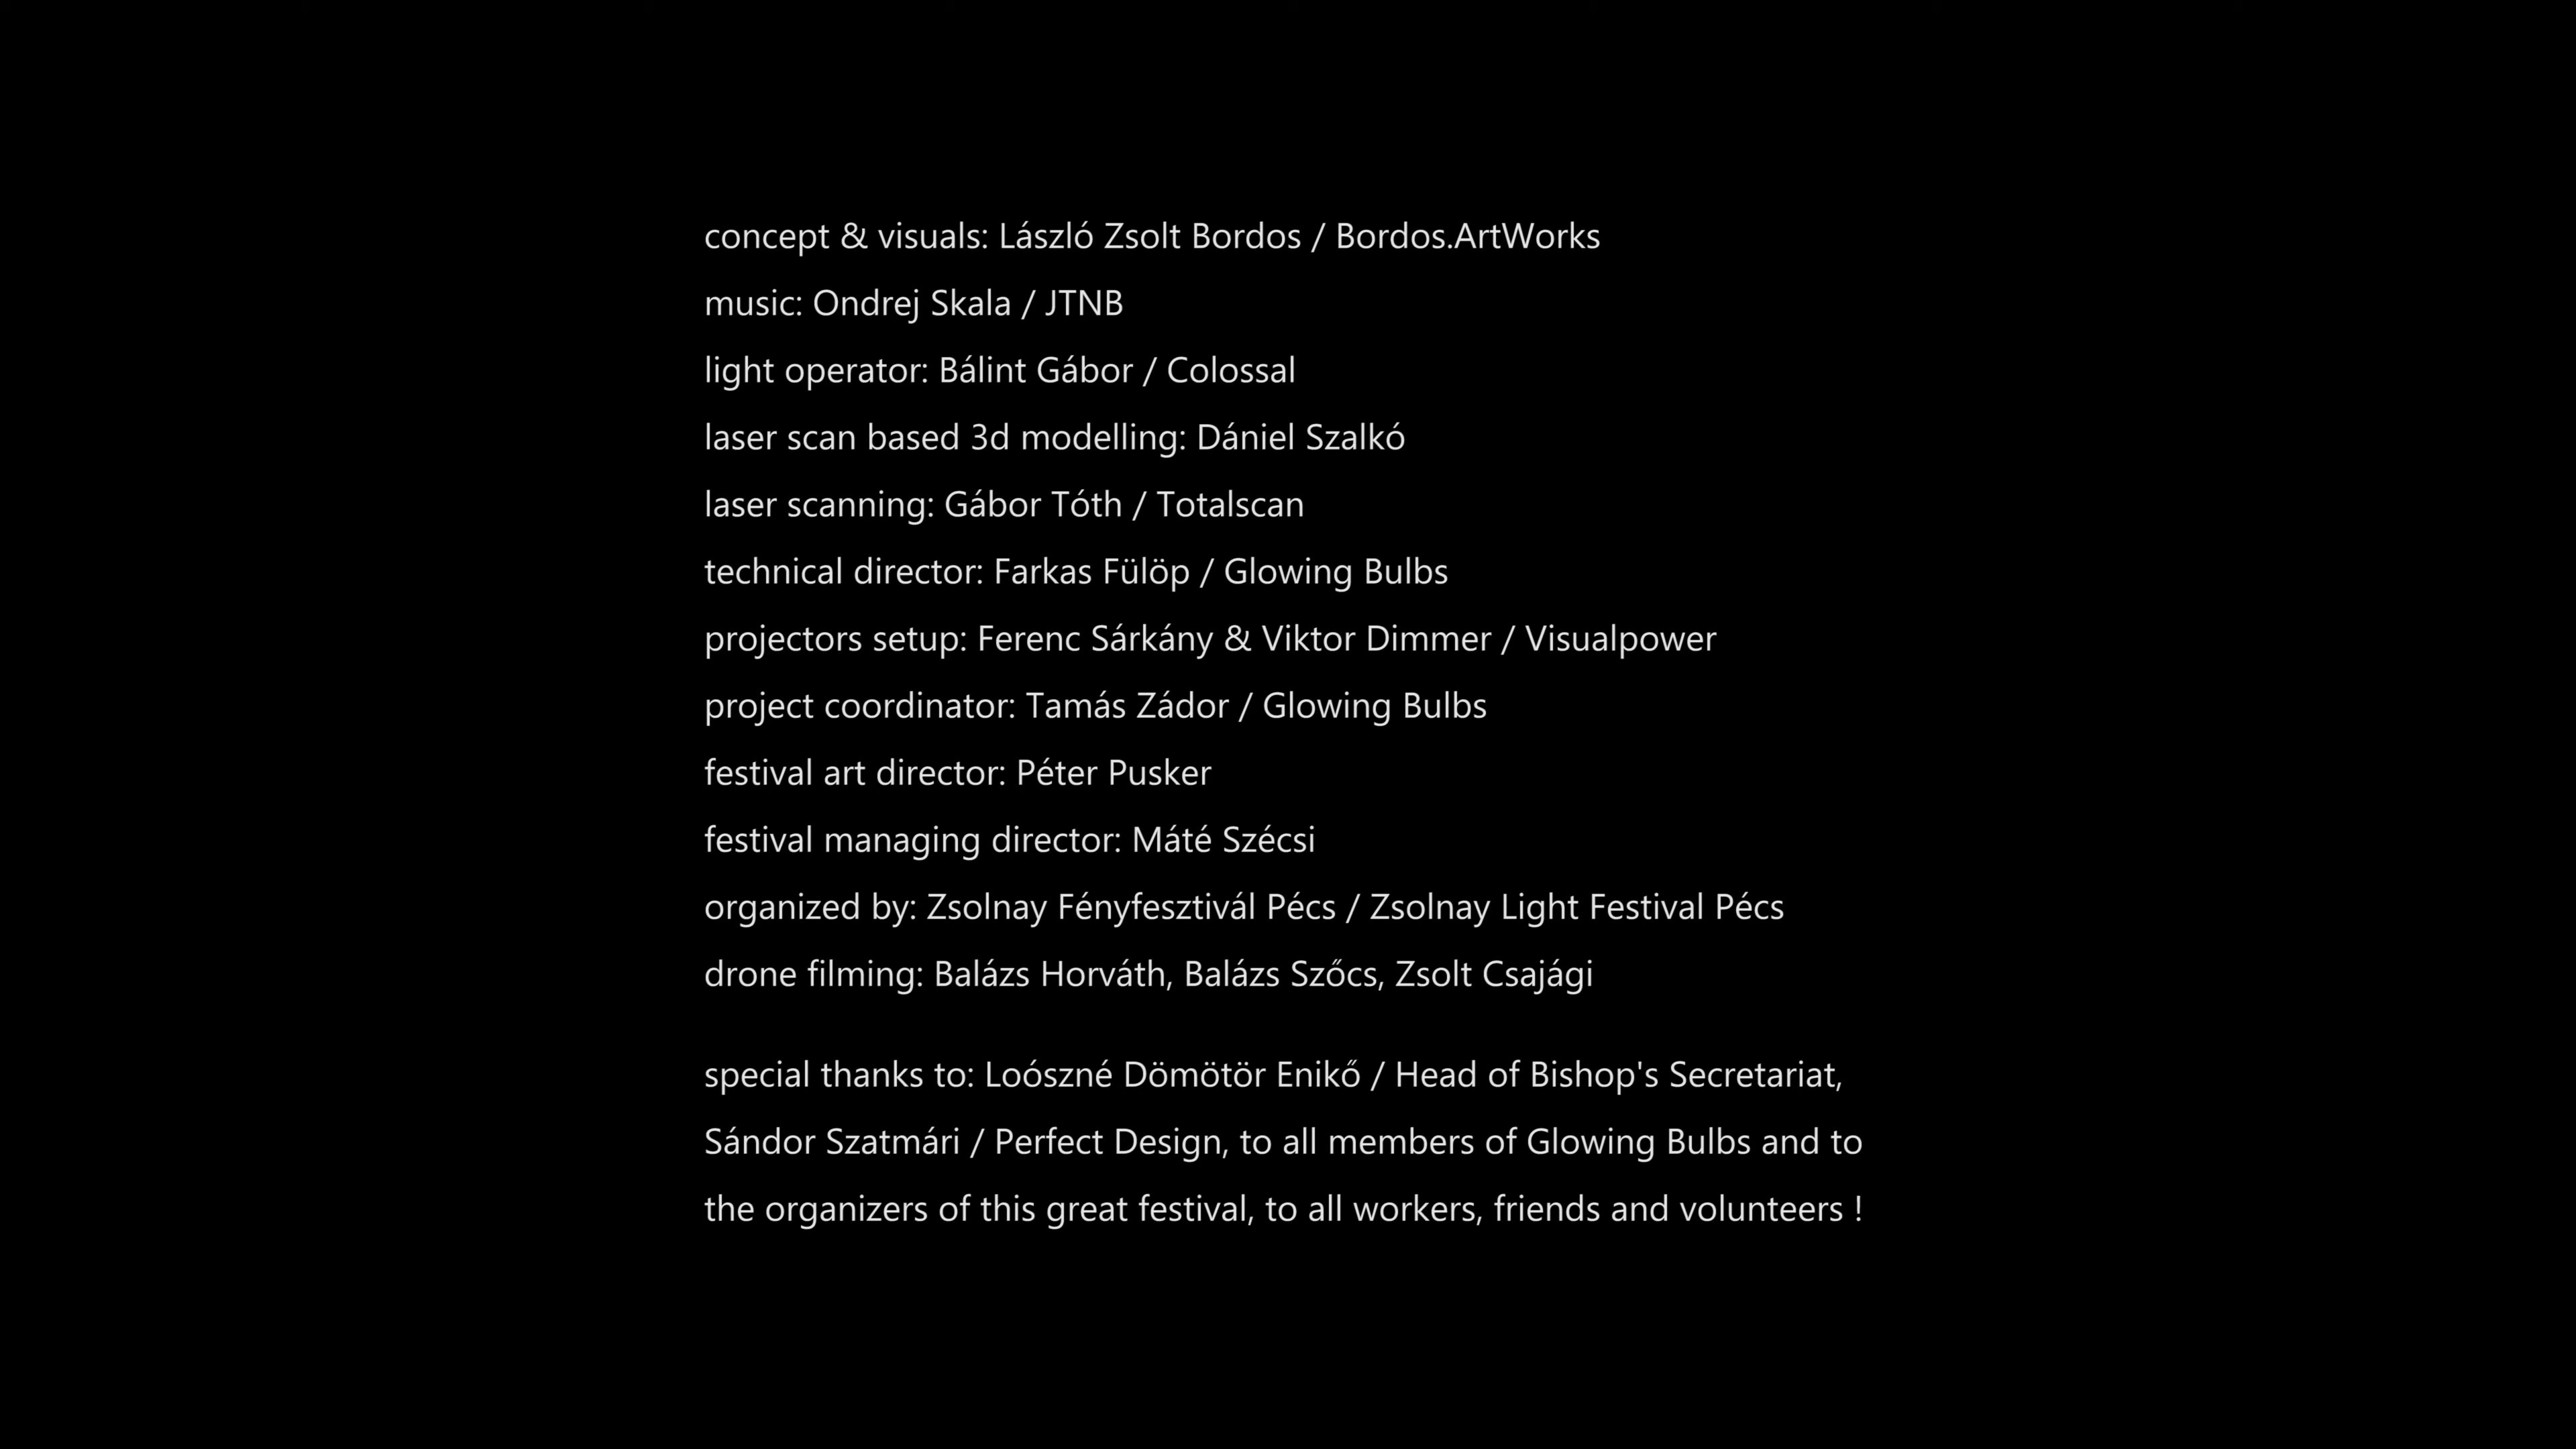 concept & visuals: László Zsolt Bordos / Bordos.ArtWorks
music: Ondrej Skala / JTNB
light operator: Bálint Gábor / Colossal
laser scan based 3d modelling: Dániel Szalkó
laser scanning: Gábor Tóth / Totalscan
technical director: Farkas Fülöp / Glowing Bulbs
projectors setup: Ferenc Sárkány & Viktor Dimmer / Visualpower
project coordinator: Tamás Zádor / Glowing Bulbs
festival art director: Péter Pusker
festival managing director: Máté Szécsi
organized by: Zsolnay Fényfesztivál Pécs / Zsolnay Light Festival Pécs
drone filming: Balázs Horváth, Balázs Szőcs, Zsolt Csajági
special thanks to: Loószné Dömötör Enikő / Head of Bishop's Secretariat,
Sándor Szatmári / Perfect Design, to all members of Glowing Bulbs and to
the organizers of this great festival, to all workers, friends and volunteers !